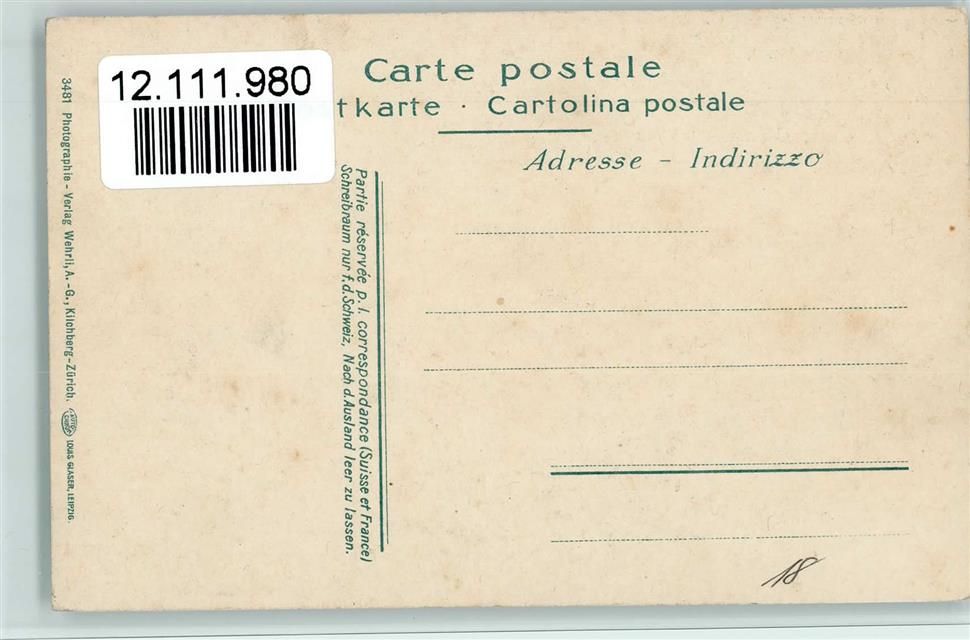 12.111.980
Carte postale
tkarte · Cartolina postale
Adresse - Indirizzo
Partie réservée p. l. correspondance (Suisse et France)
Schreibraum nur f. d. Schweiz, Nach d. Ausland leer zu lassen.
3481 Photographie - Verlag Wehrli, A. - G., Kilchberg - Zürich.
LOUIS GLASER, LEIPZIG.
18